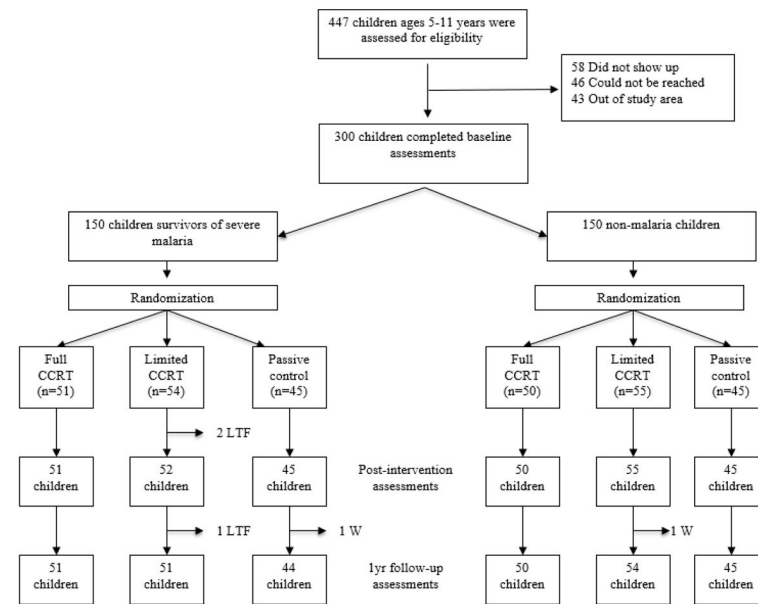 447 children ages 5-11 years were
assessed for eligibility
58 Did not show up
46 Could not be reached
43 Out of study area
300 children completed baseline
assessments
150 children survivors of severe
malaria
150 non-malaria children
Randomization
Randomization
Full
CCRT
(n=51)
Limited
CCRT
(n=54)
Passive
control
(n=45)
Full
CCRT
(n=50)
Limited
CCRT
(n=55)
Passive
control
(n=45)
2 LTF
51
children
52
children
45
children
Post-intervention
assessments
50
children
55
children
45
children
1 LTF
1 W
1 W
51
children
51
children
44
children
1yr follow-up
assessments
50
children
54
children
45
children